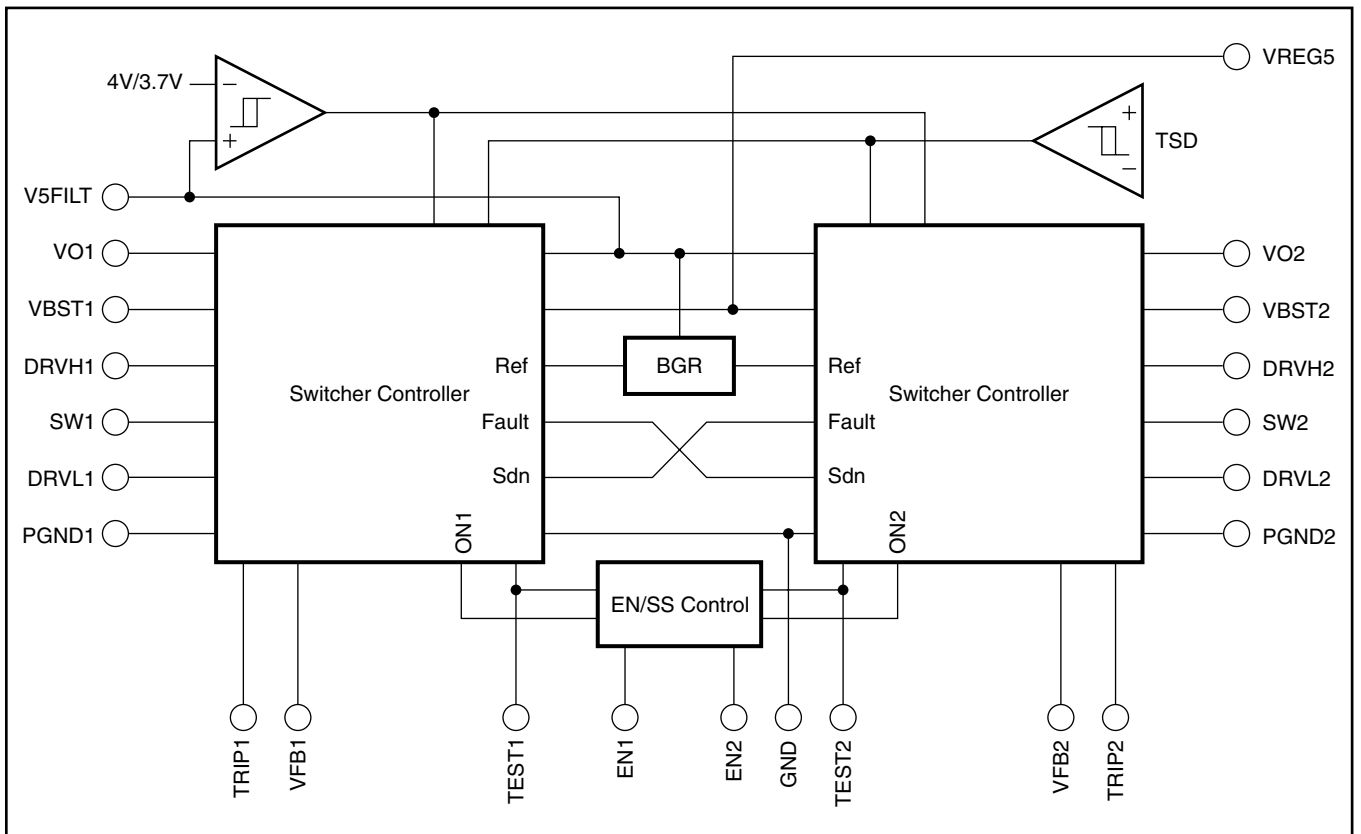 VREG5
4V/3.7V
−
+
+
−
TSD
V5FILT
VO1
VBST1
DRVH1
SW1
DRVL1
PGND1
Switcher Controller
Ref
Fault
Sdn
ON1
BGR
Switcher Controller
Ref
Fault
Sdn
ON2
VO2
VBST2
DRVH2
SW2
DRVL2
PGND2
EN/SS Control
TRIP1
VFB1
TEST1
EN1
EN2
GND
TEST2
VFB2
TRIP2